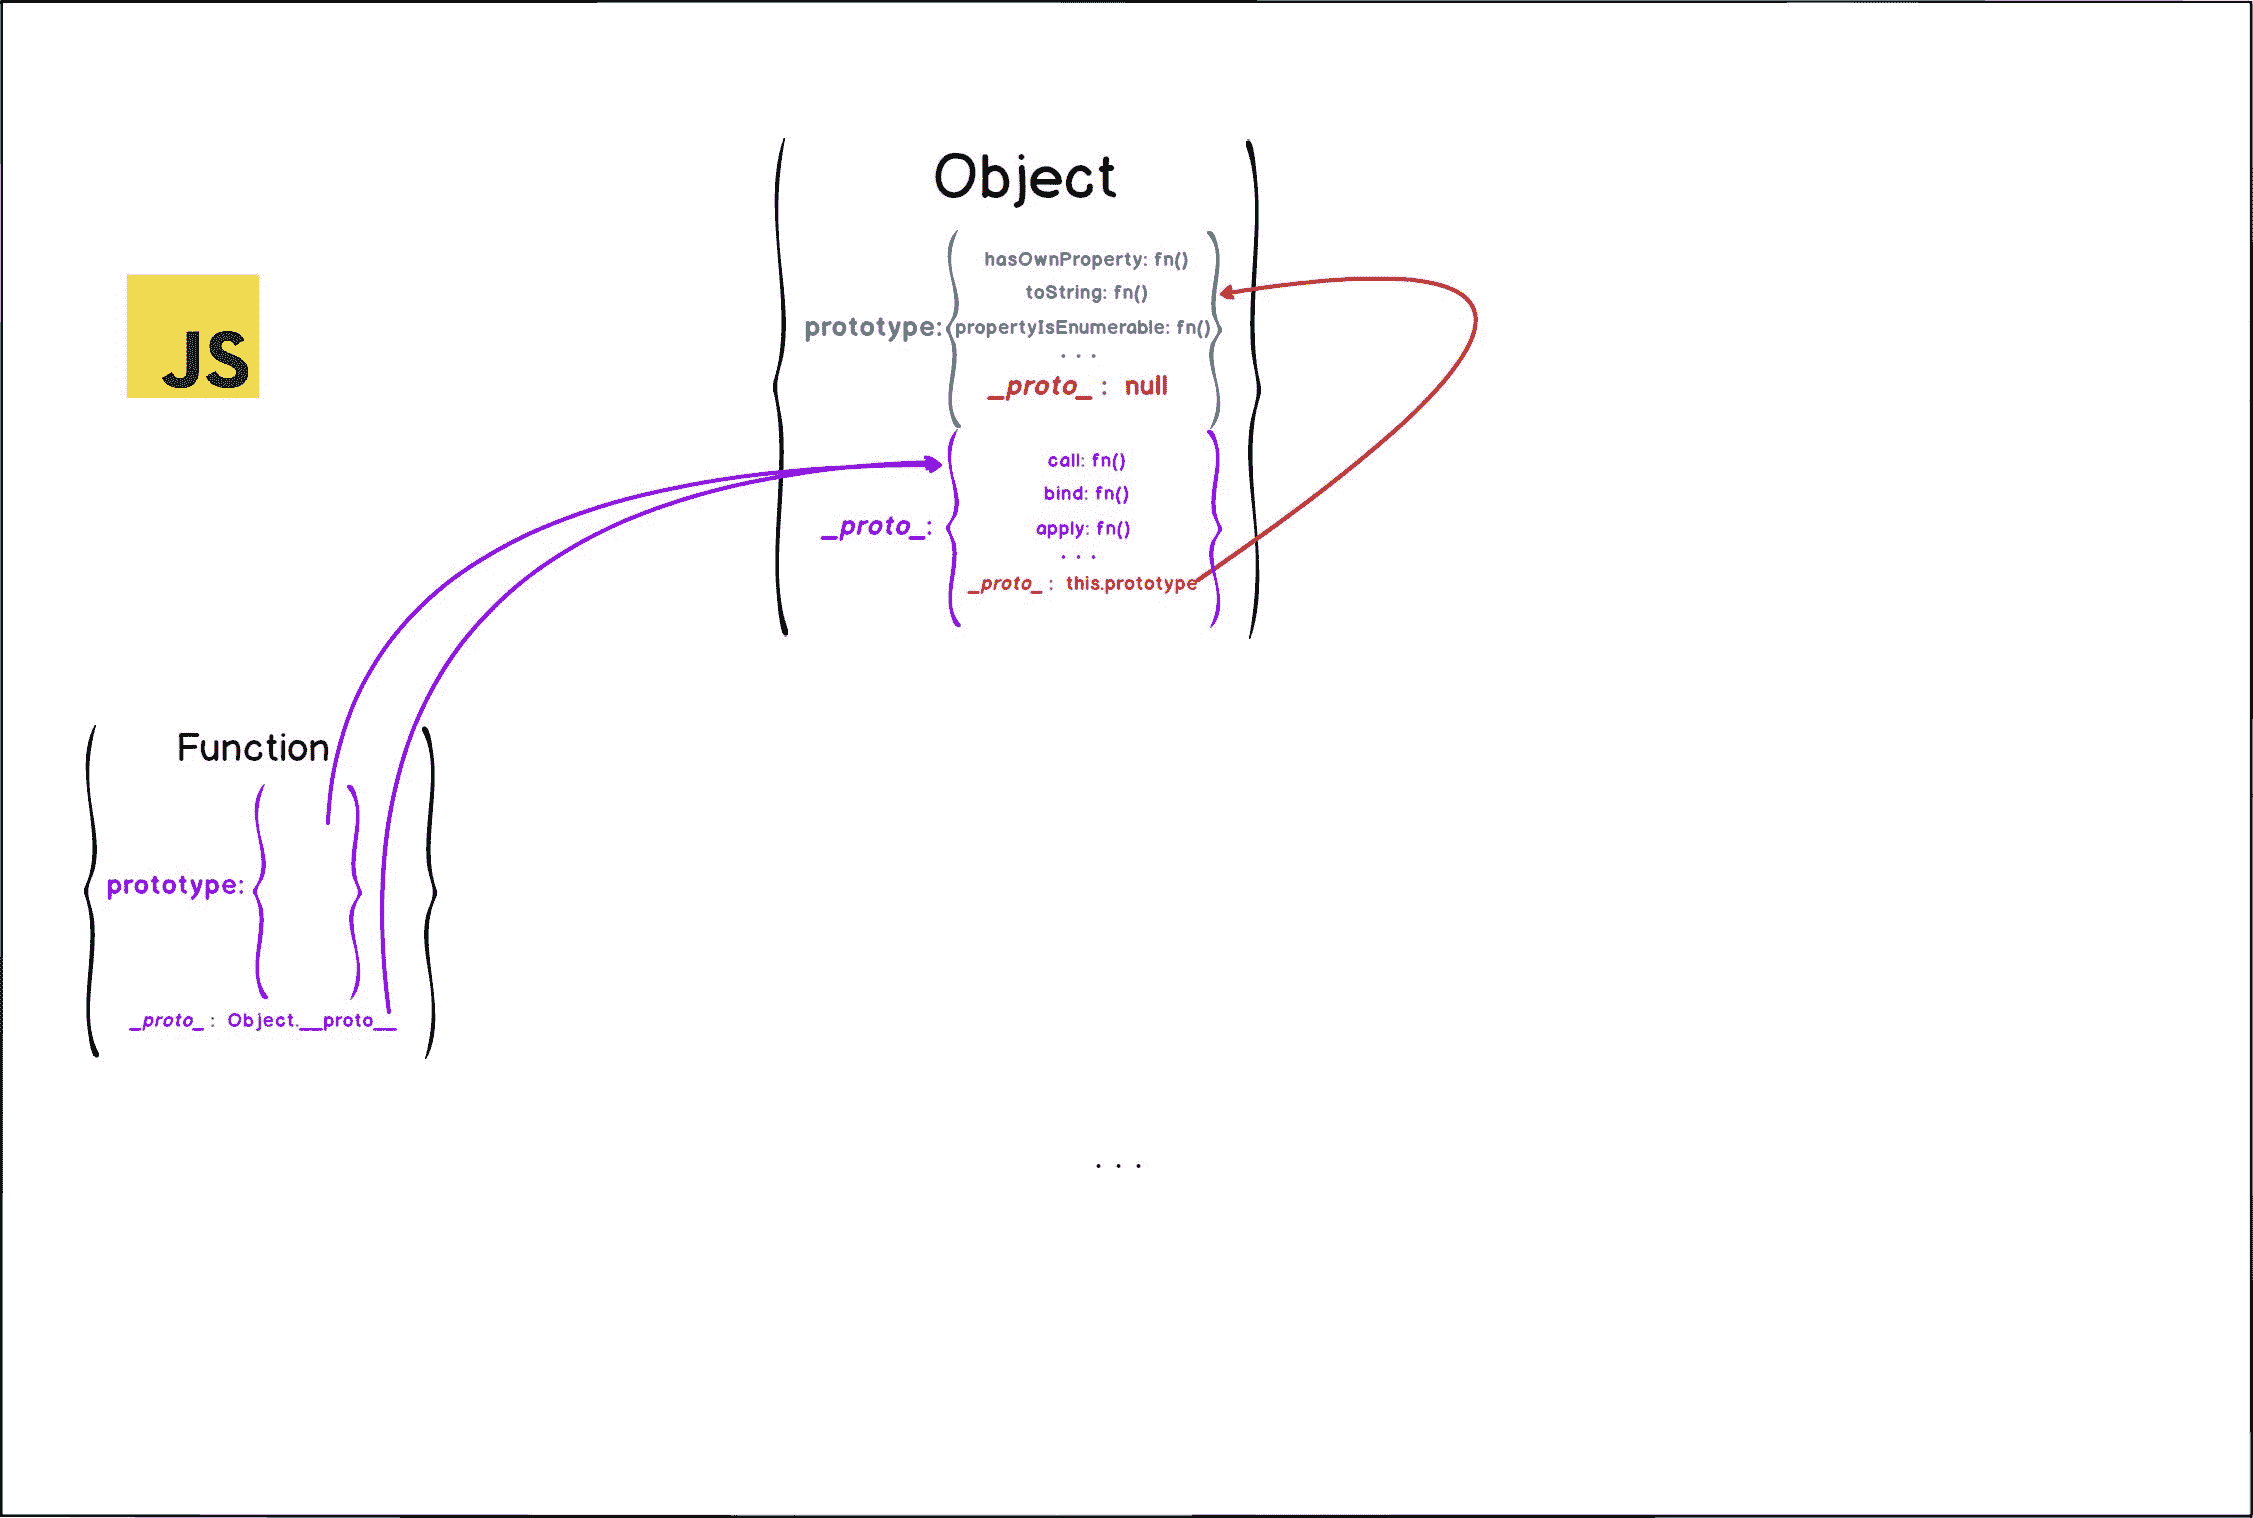 Object
JS
hasOwnProperty: fn()
toString: fn()
prototype: propertyIsEnumerable: fn()
...
_proto_ : null
call: fn()
bind: fn()
_proto_: apply: fn()
...
_proto_ : this.prototype
Function
prototype:
_proto_ : Object.__proto__
...